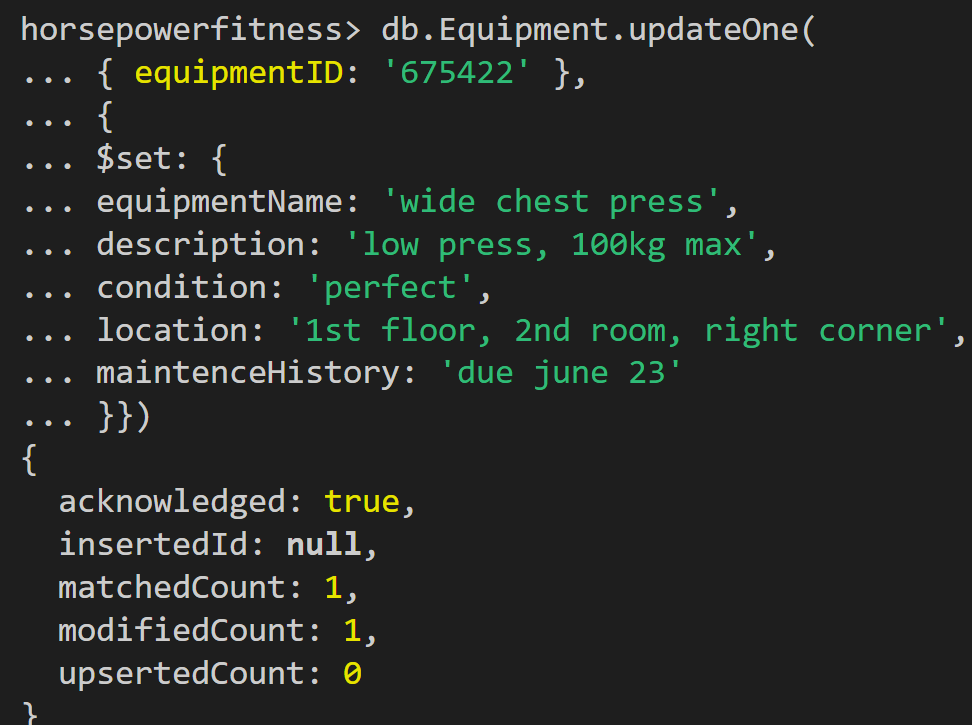 horsepowerfitness> db.Equipment.updateOne(
... { equipmentID: '675422' },
... {
... $set: {
... equipmentName: 'wide chest press',
... description: 'low press, 100kg max',
... condition: 'perfect',
... location: '1st floor, 2nd room, right corner',
... maintenceHistory: 'due june 23'
... }})
{
  acknowledged: true,
  insertedId: null,
  matchedCount: 1,
  modifiedCount: 1,
  upsertedCount: 0
}